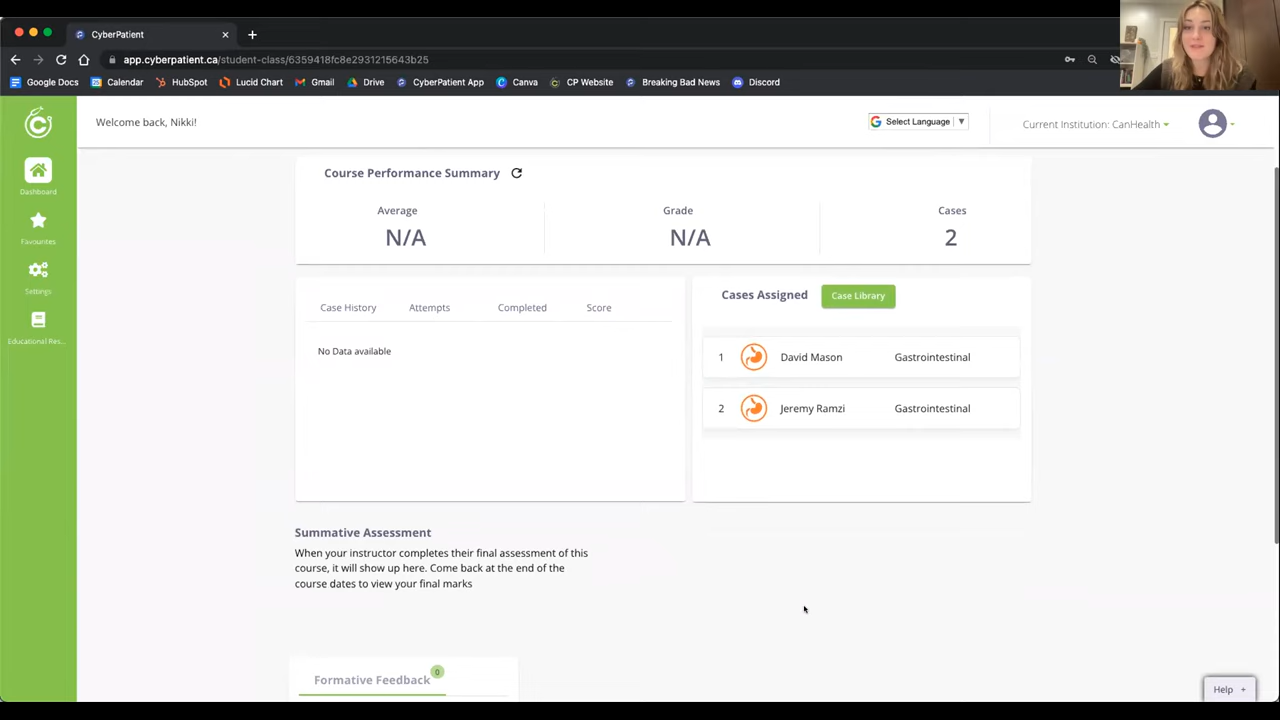 CyberPatient
app.cyberpatient.ca/student-class/6359418fc8e2931215643b25
Google Docs Calendar HubSpot Lucid Chart Gmail Drive CyberPatient App Canva CP Website Breaking Bad News Discord
Welcome back, Nikki!
Select Language
Current Institution: CanHealth
Dashboard
Favourites
Settings
Educational Res...
Course Performance Summary
Average Grade Cases
N/A N/A 2
Case History Attempts Completed Score
No Data available
Cases Assigned Case Library
1 David Mason Gastrointestinal
2 Jeremy Ramzi Gastrointestinal
Summative Assessment
When your instructor completes their final assessment of this
course, it will show up here. Come back at the end of the
course dates to view your final marks
Formative Feedback 0
Help +